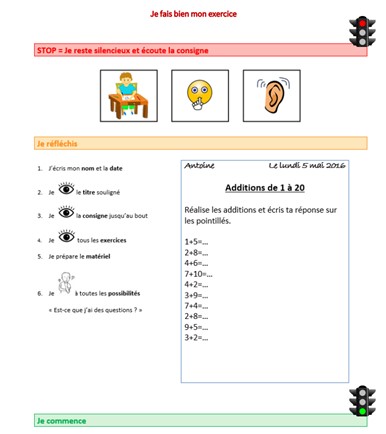 Je fais bien mon exercice
STOP = Je reste silencieux et écoute la consigne
Je réfléchis
1. J'écris mon nom et la date
2. Je le titre souligné
3. Je la consigne jusqu'au bout
4. Je tous les exercices
5. Je prépare le matériel
6. Je à toutes les possibilités
« Est-ce que j'ai des questions ? »
Antoine Le lundi 5 mai 2016
Additions de 1 à 20
Réalise les additions et écris ta réponse sur
les pointillés.
1+5=...
2+8=...
4+6=...
7+10=...
4+2=...
3+9=...
7+4=...
2+8=...
9+5=...
3+2=...
Je commence